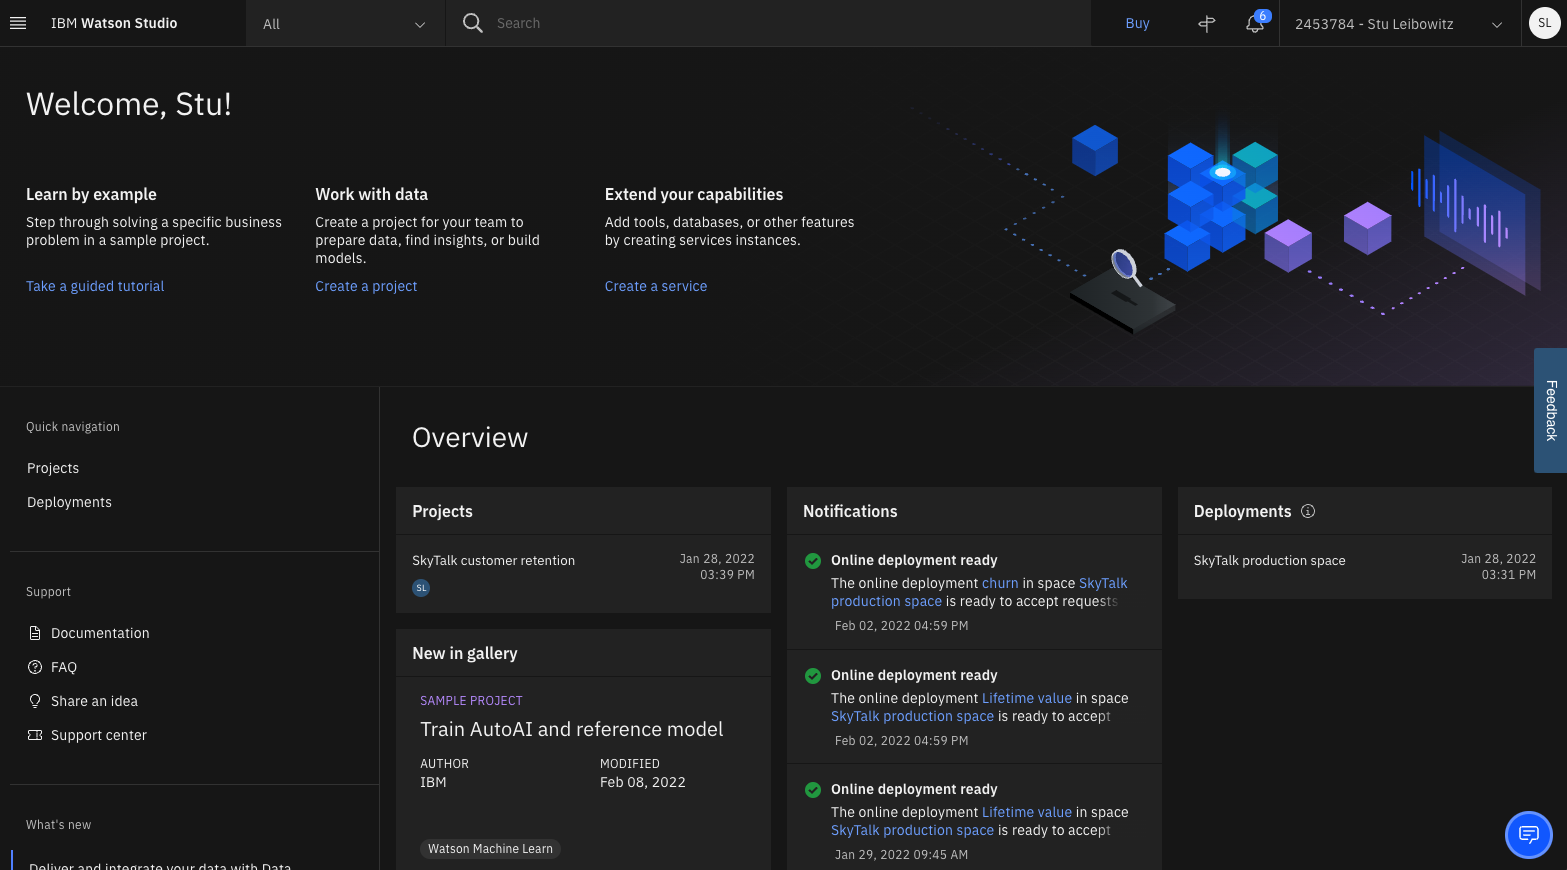 IBM Watson Studio
All
Search
Buy
6
2453784 - Stu Leibowitz
SL
Welcome, Stu!
Learn by example
Step through solving a specific business
problem in a sample project.
Take a guided tutorial
Work with data
Create a project for your team to
prepare data, find insights, or build
models.
Create a project
Extend your capabilities
Add tools, databases, or other features
by creating services instances.
Create a service
Feedback
Quick navigation
Projects
Deployments
Support
Documentation
FAQ
Share an idea
Support center
What's new
Deliver and integrate your data with Data
Overview
Projects
SkyTalk customer retention
Jan 28, 2022
03:39 PM
SL
New in gallery
SAMPLE PROJECT
Train AutoAI and reference model
AUTHOR
IBM
MODIFIED
Feb 08, 2022
Watson Machine Learn
Notifications
Online deployment ready
The online deployment churn in space SkyTalk
production space is ready to accept requests
Feb 02, 2022 04:59 PM
Online deployment ready
The online deployment Lifetime value in space
SkyTalk production space is ready to accept
Feb 02, 2022 04:59 PM
Online deployment ready
The online deployment Lifetime value in space
SkyTalk production space is ready to accept
Jan 29, 2022 09:45 AM
Deployments
SkyTalk production space
Jan 28, 2022
03:31 PM